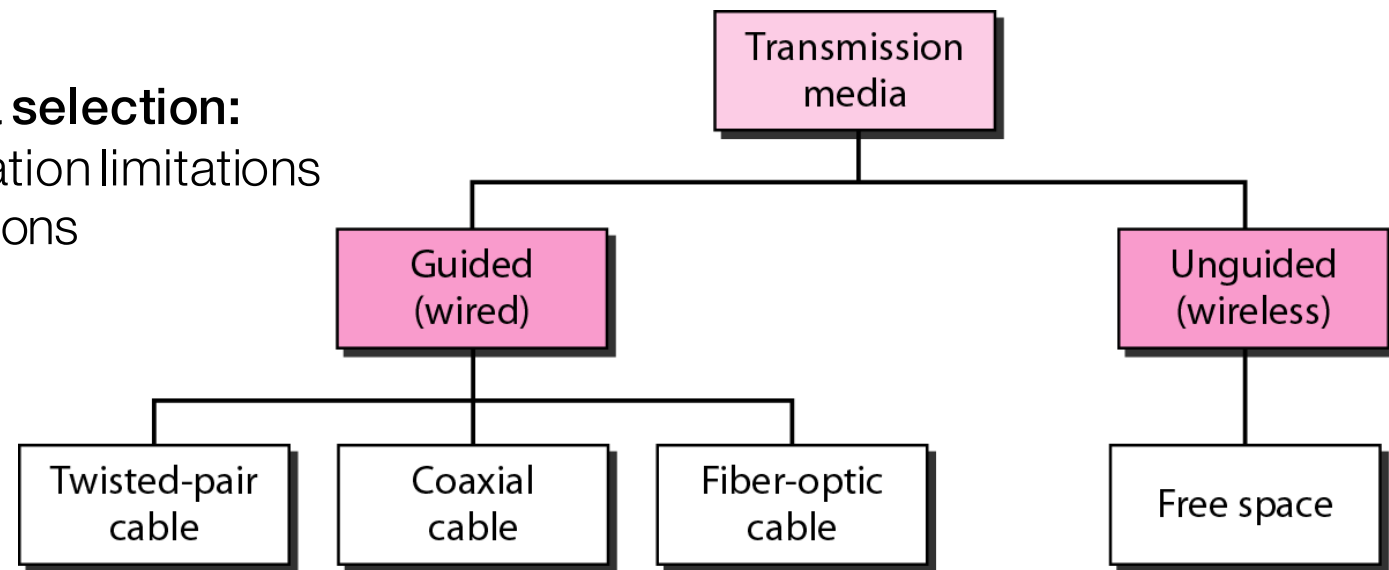 selection:
ation limitations
ons
Transmission
media
Guided
(wired)
Unguided
(wireless)
Twisted-pair
cable
Coaxial
cable
Fiber-optic
cable
Free space